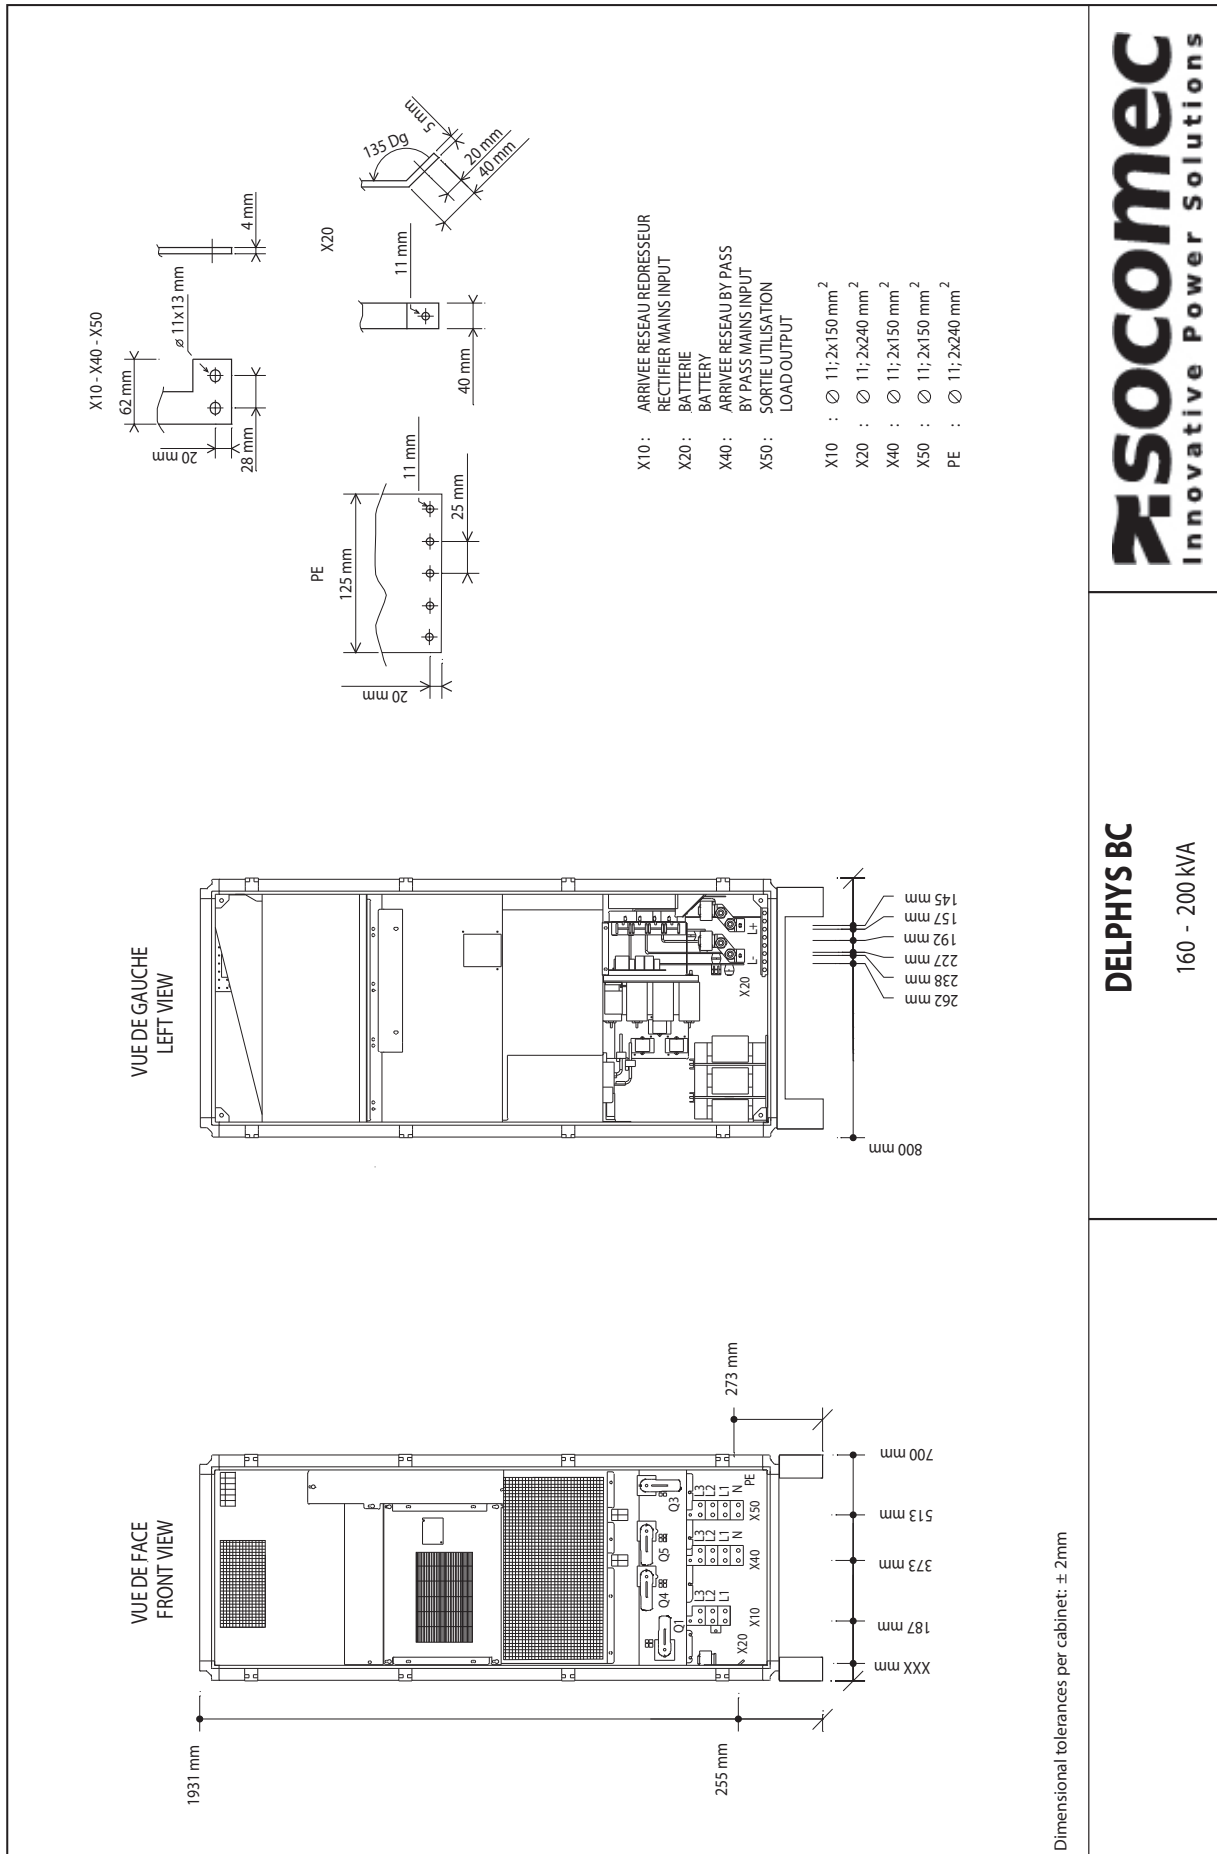 VUE DE FACE
FRONT VIEW
1931 mm
255 mm
273 mm
Q1
Q4
Q5
Q3
L3
L2
L1
L3
L2
L1
N
L3
L2
L1
N
PE
X20
X10
X40
X50
XXX mm
187 mm
373 mm
513 mm
700 mm
VUE DE GAUCHE
LEFT VIEW
X20
L-
L+
800 mm
262 mm
238 mm
227 mm
192 mm
157 mm
145 mm
X10 - X40 - X50
62 mm
ø 11x13 mm
20 mm
28 mm
4 mm
PE
125 mm
11 mm
20 mm
25 mm
X20
11 mm
40 mm
135 Dg
5 mm
20 mm
40 mm
X10 : ARRIVEE RESEAU REDRESSEUR
RECTIFIER MAINS INPUT
X20 : BATTERIE
BATTERY
X40 : ARRIVEE RESEAU BY PASS
BY PASS MAINS INPUT
X50 : SORTIE UTILISATION
LOAD OUTPUT
X10 : ∅ 11; 2x150 mm²
X20 : ∅ 11; 2x240 mm²
X40 : ∅ 11; 2x150 mm²
X50 : ∅ 11; 2x150 mm²
PE : ∅ 11; 2x240 mm²
Dimensional tolerances per cabinet: ± 2mm
DELPHYS BC
160 - 200 kVA
socomec
Innovative Power Solutions